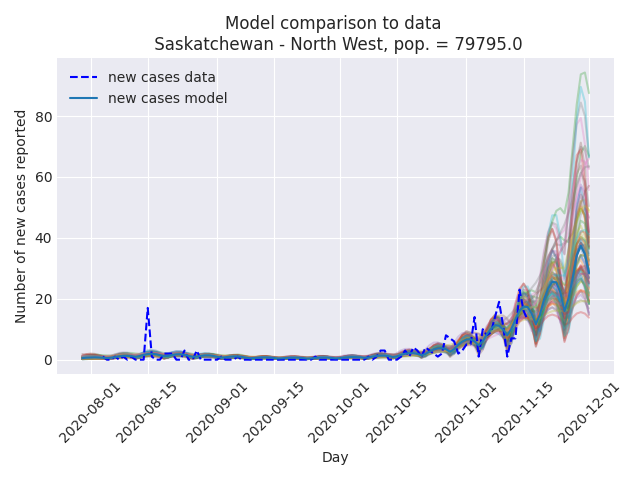 Model comparison to data
Saskatchewan - North West, pop. = 79795.0
new cases data
new cases model
Number of new cases reported
80
60
40
20
0
2020-08-01
2020-08-15
2020-09-01
2020-09-15
2020-10-01
2020-10-15
2020-11-01
2020-11-15
2020-12-01
Day